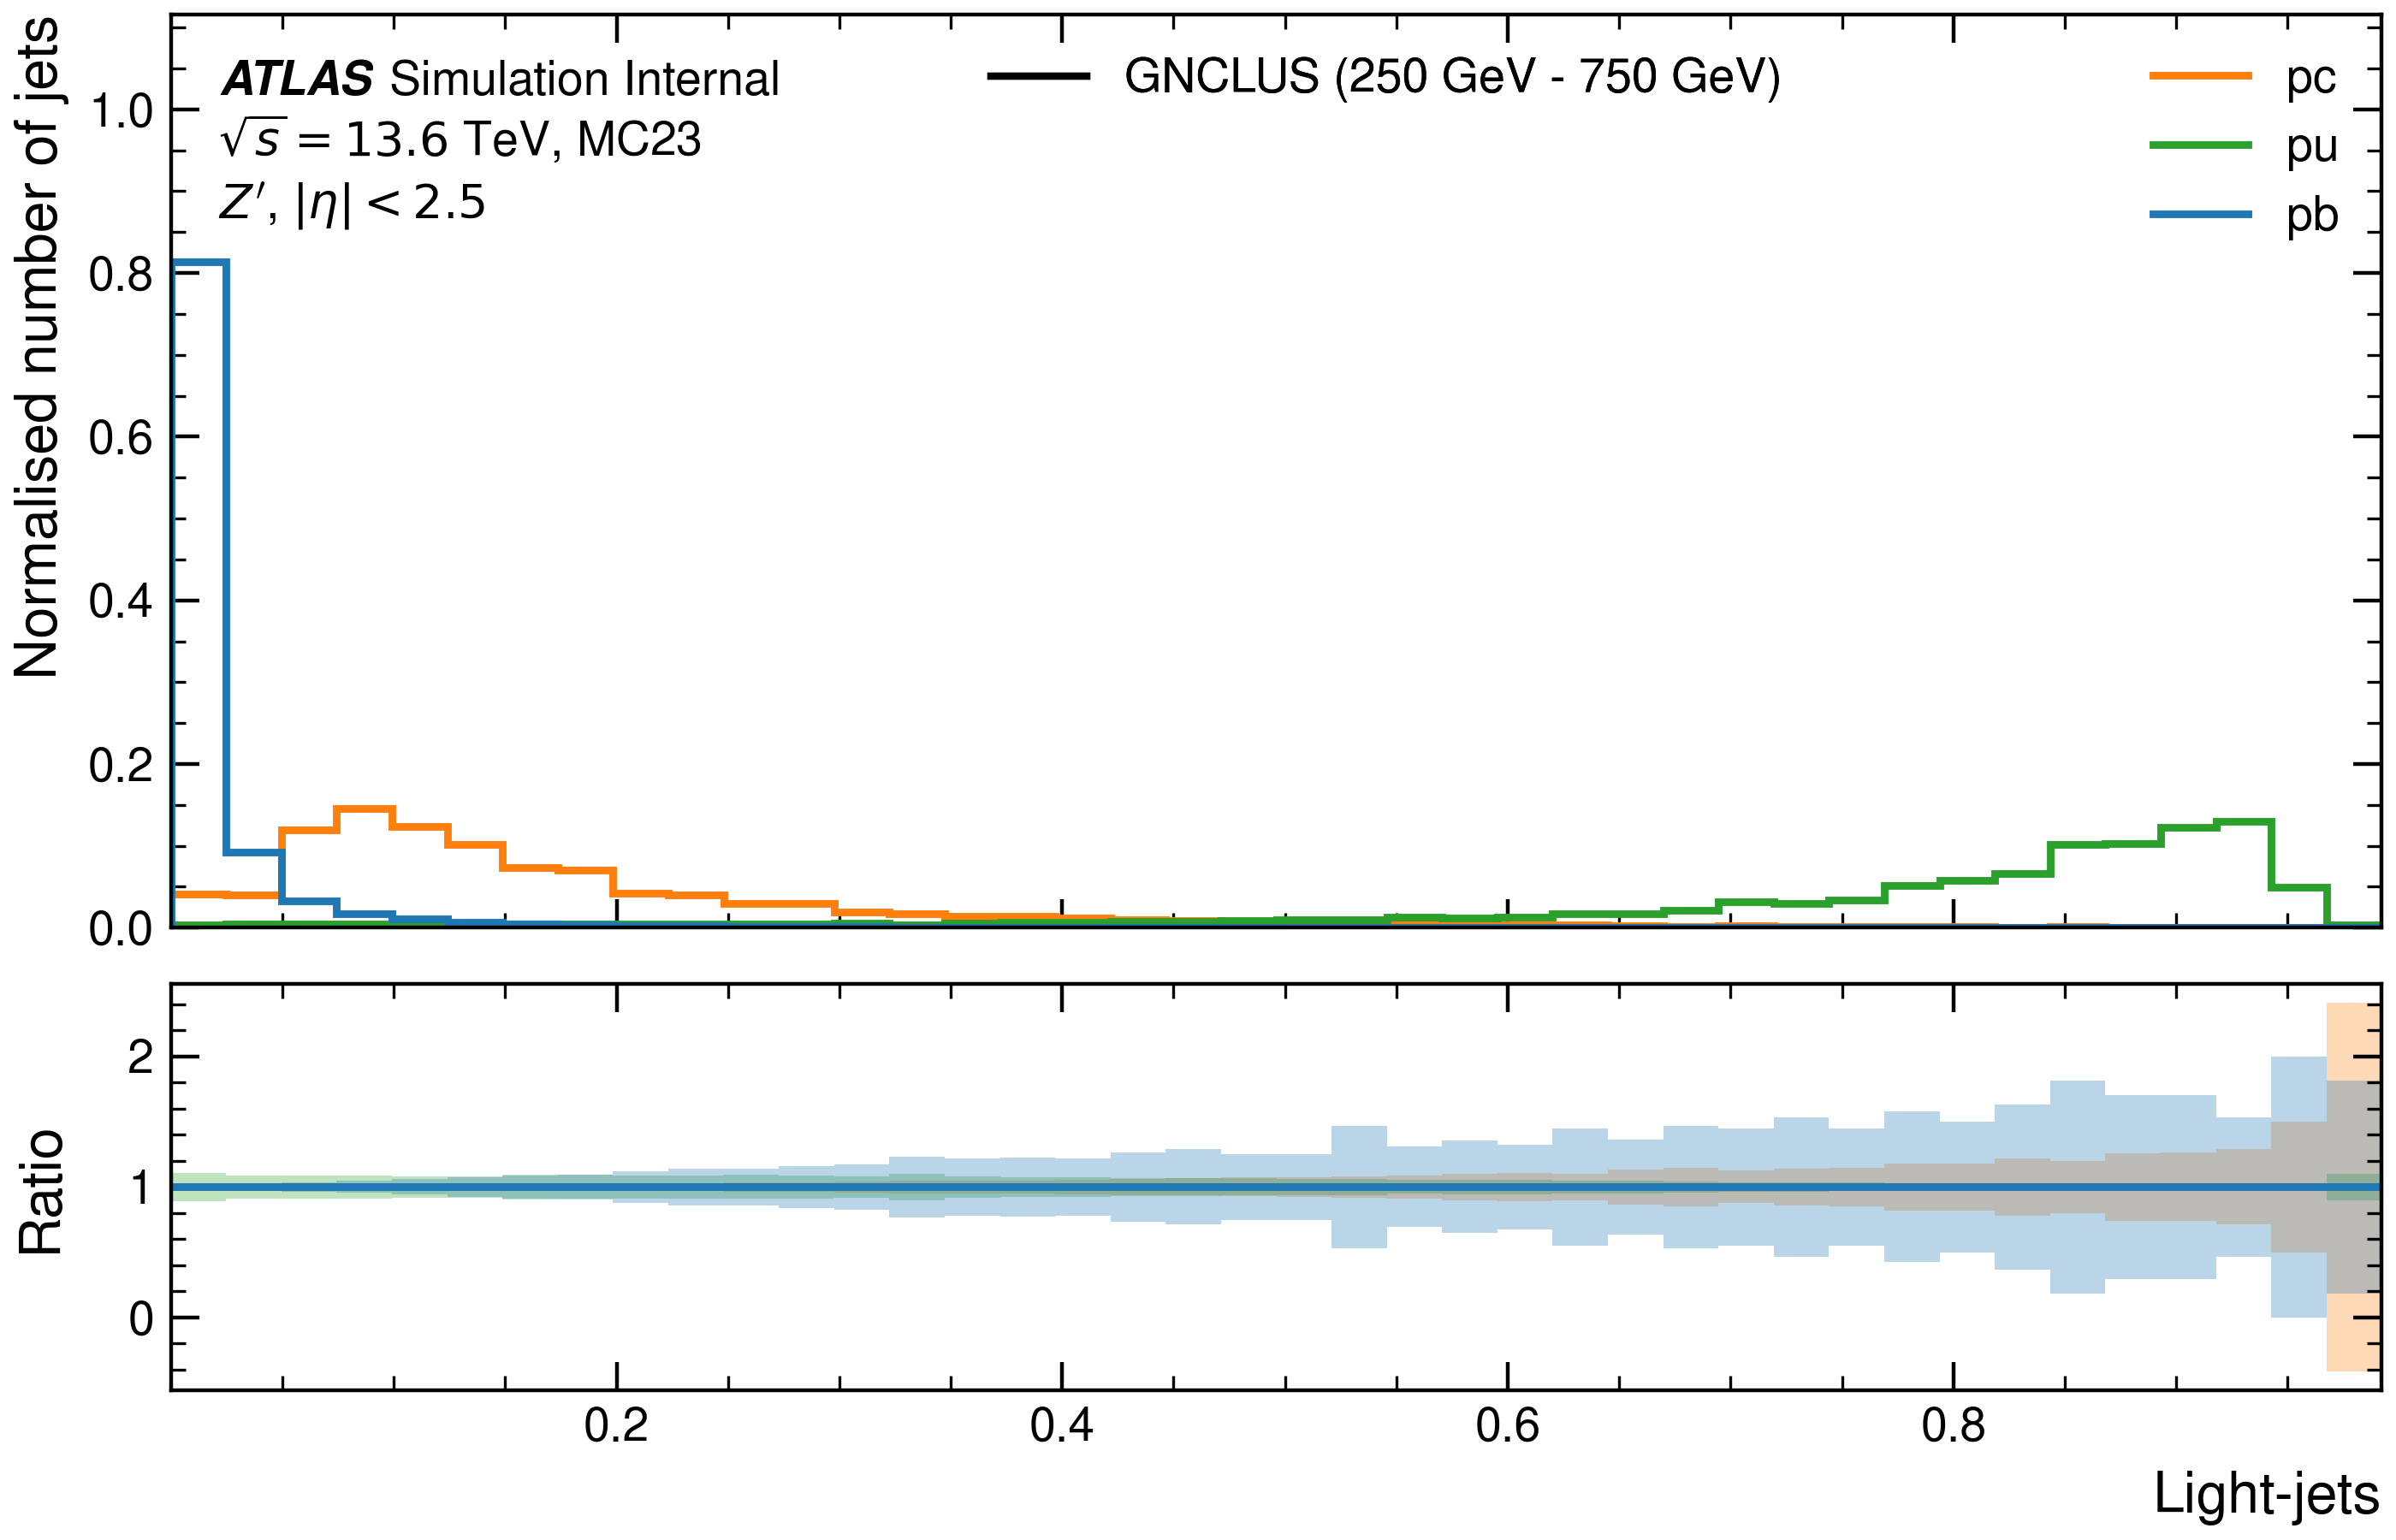 Normalised number of jets
ATLAS Simulation Internal
√s = 13.6 TeV, MC23
Z′, |η| < 2.5
GNCLUS (250 GeV - 750 GeV)
pc
pu
pb
1.0
0.8
0.6
0.4
0.2
0.0
Ratio
2
1
0
0.2 0.4 0.6 0.8
Light-jets